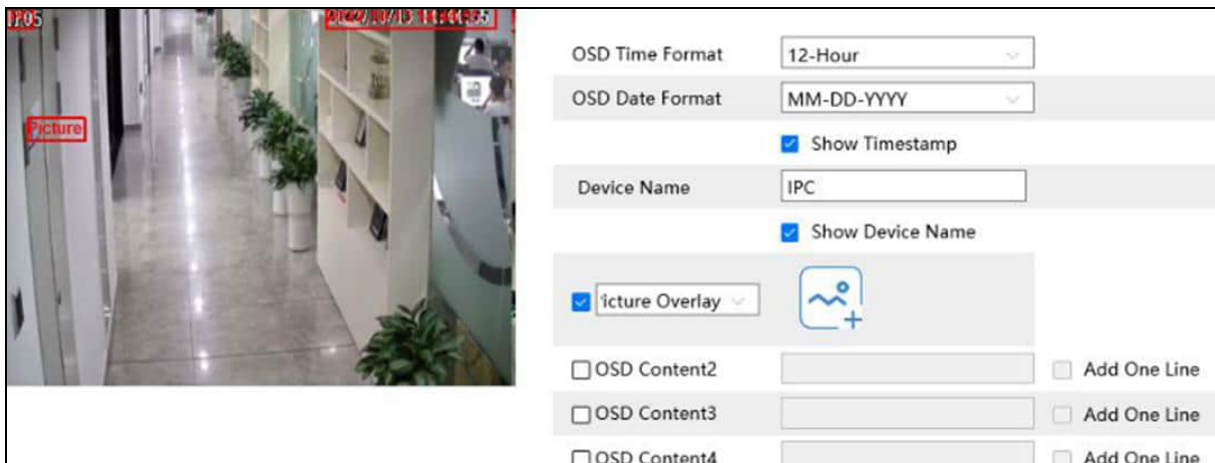 OSD Time Format 12-Hour
OSD Date Format MM-DD-YYYY
Show Timestamp
Device Name IPC
Show Device Name
Picture
icture Overlay
OSD Content2 Add One Line
OSD Content3 Add One Line
OSD Content4 Add One Line